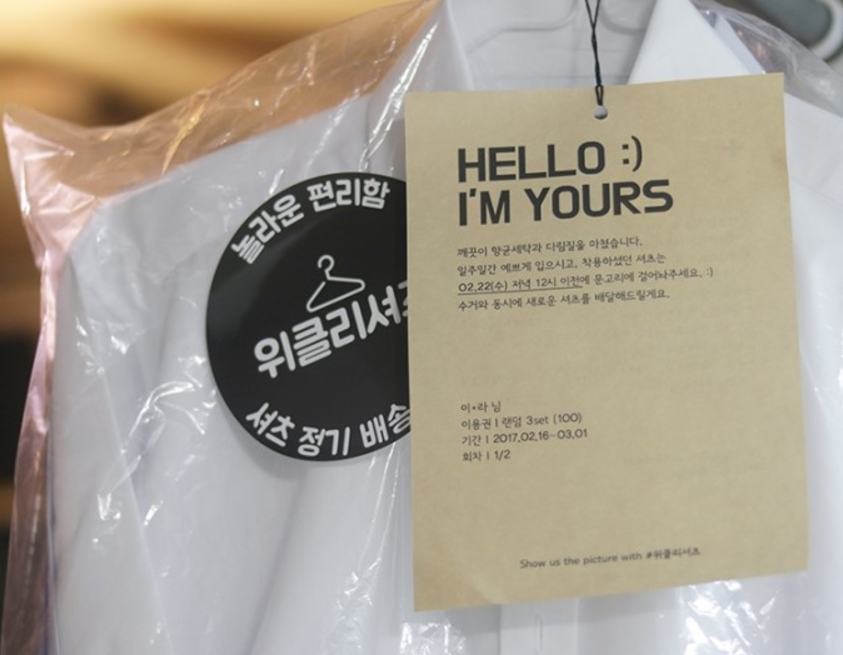 놀라운 편리함
위클리셔츠
셔츠 정기 배송
HELLO :)
I'M YOURS
깨끗이 향균세탁과 다림질을 마쳤습니다.
일주일간 예쁘게 입으시고, 착용하셨던 셔츠는
02.22(수) 저녁 12시 이전에 문고리에 걸어놔주세요. :)
수거와 동시에 새로운 셔츠를 배달해드릴게요.
이*라 님
이용권 | 랜덤 3set (100)
기간 | 2017.02.16~03.01
회차 | 1/2
Show us the picture with #위클리셔츠